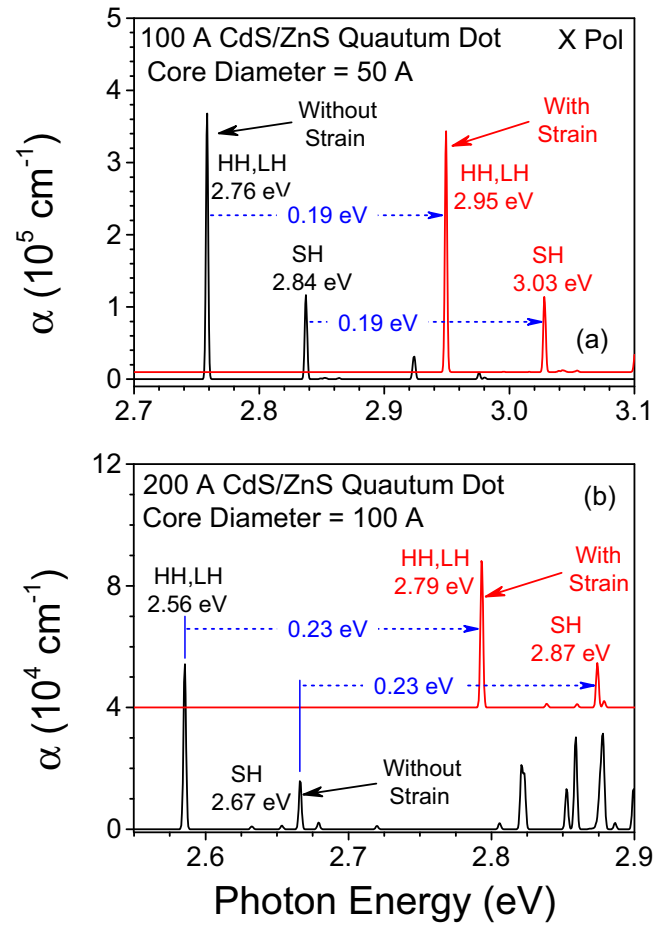 100 A CdS/ZnS Quautum Dot
X Pol
Core Diameter = 50 A
Without
Strain
With
Strain
HH,LH
2.76 eV
HH,LH
2.95 eV
0.19 eV
SH
2.84 eV
SH
3.03 eV
0.19 eV
(a)
α (10⁵ cm⁻¹)
5
4
3
2
1
0
2.7 2.8 2.9 3.0 3.1
200 A CdS/ZnS Quautum Dot
(b)
Core Diameter = 100 A
HH,LH
2.56 eV
HH,LH
2.79 eV
With
Strain
0.23 eV
SH
2.87 eV
0.23 eV
SH
2.67 eV
Without
Strain
α (10⁴ cm⁻¹)
12
8
4
0
2.6 2.7 2.8 2.9
Photon Energy (eV)